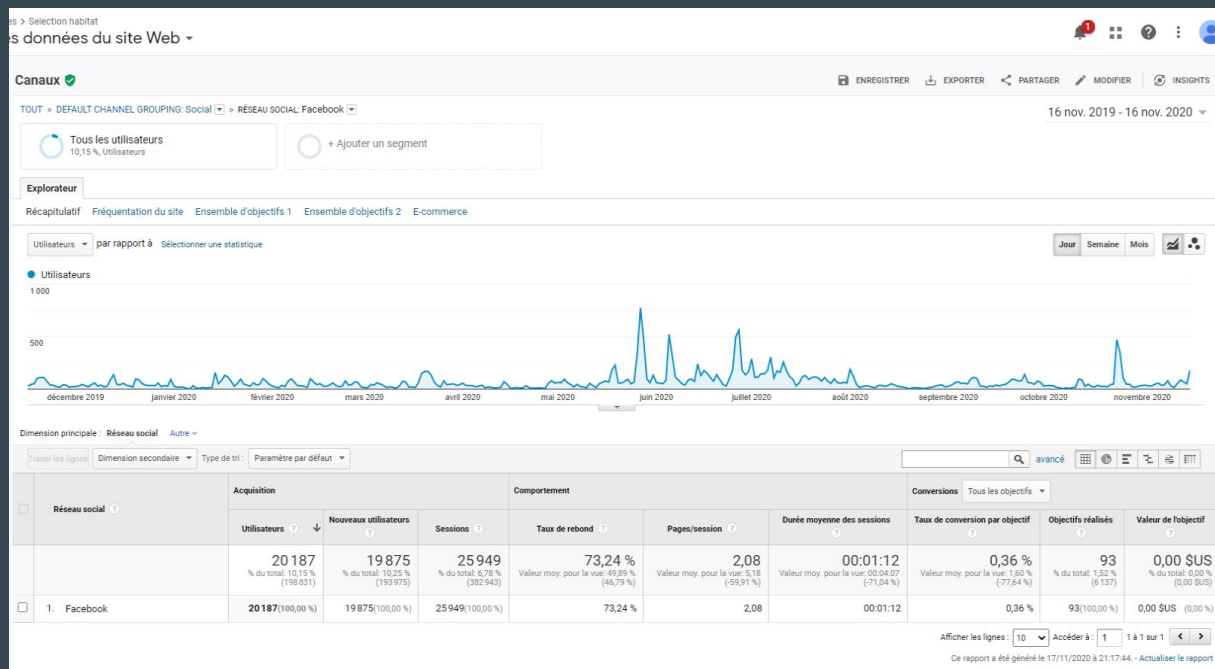 es > Selection habitat
es données du site Web
1
Canaux
ENREGISTRER EXPORTER PARTAGER MODIFIER INSIGHTS
TOUT » DEFAULT CHANNEL GROUPING: Social » RÉSEAU SOCIAL: Facebook
16 nov. 2019 - 16 nov. 2020
Tous les utilisateurs
10,15 %, Utilisateurs
+ Ajouter un segment
Explorateur
Récapitulatif Fréquentation du site Ensemble d'objectifs 1 Ensemble d'objectifs 2 E-commerce
Utilisateurs par rapport à Sélectionner une statistique
Jour Semaine Mois
Utilisateurs
1 000
500
décembre 2019 janvier 2020 février 2020 mars 2020 avril 2020 mai 2020 juin 2020 juillet 2020 août 2020 septembre 2020 octobre 2020 novembre 2020
Dimension principale : Réseau social Autre
Tracer les lignes Dimension secondaire Type de tri : Paramètre par défaut
avancé
Réseau social
Acquisition Comportement Conversions Tous les objectifs
Utilisateurs Nouveaux utilisateurs Sessions Taux de rebond Pages/session Durée moyenne des sessions Taux de conversion par objectif Objectifs réalisés Valeur de l'objectif
20 187 19 875 25 949 73,24 % 2,08 00:01:12 0,36 % 93 0,00 $US
% du total: 10,15 % % du total: 10,25 % % du total: 6,78 % Valeur moy. pour la vue: 49,89 % Valeur moy. pour la vue: 5,18 Valeur moy. pour la vue: 00:04:07 Valeur moy. pour la vue: 1,60 % % du total: 1,52 % % du total: 0,00 %
(198 831) (193 975) (382 943) (46,79 %) (-59,91 %) (-71,04 %) (-77,64 %) (6 137) (0,00 $US)
1. Facebook 20 187(100,00 %) 19 875(100,00 %) 25 949(100,00 %) 73,24 % 2,08 00:01:12 0,36 % 93(100,00 %) 0,00 $US (0,00 %)
Afficher les lignes : 10 Accéder à : 1 1 à 1 sur 1
Ce rapport a été généré le 17/11/2020 à 21:17:44. - Actualiser le rapport